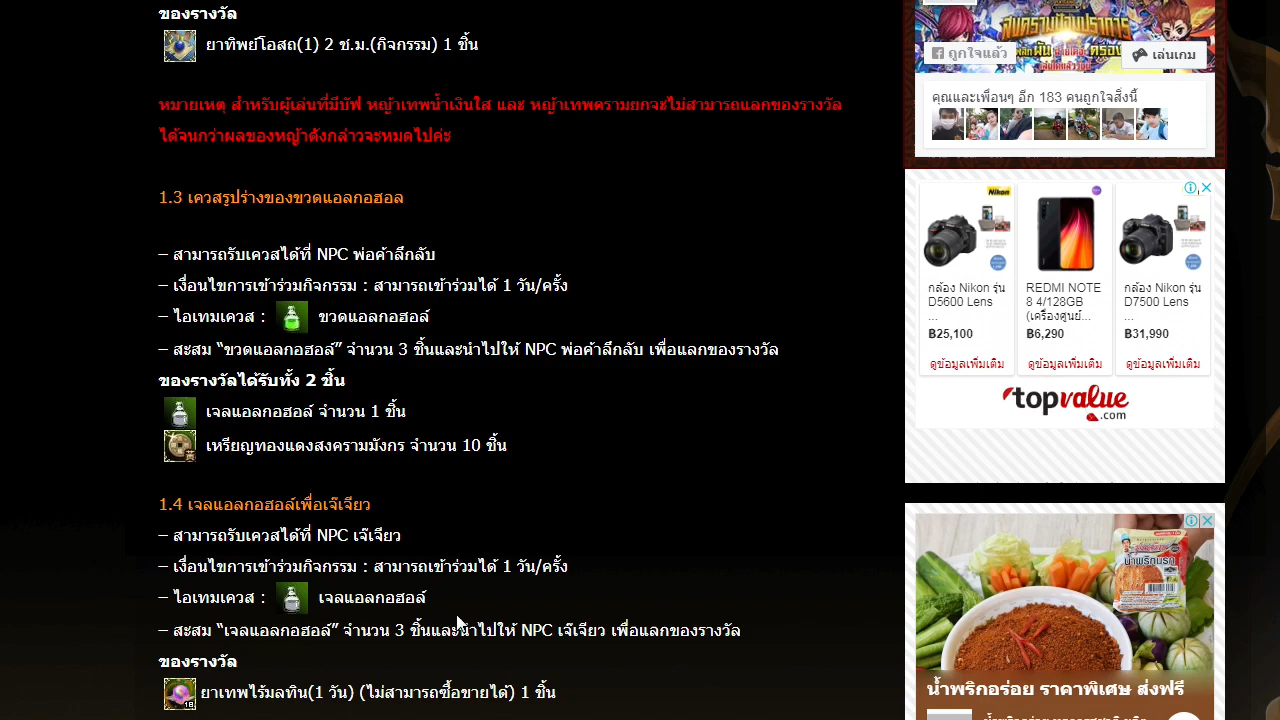 ของรางวัล
ยาทิพย์โอสถ(1) 2 ช.ม.(กิจกรรม) 1 ชิ้น
หมายเหตุ สำหรับผู้เล่นที่มีบัฟ หญ้าเทพน้ำเงินใส และ หญ้าเทพครามยกจะไม่สามารถแลกของรางวัล
ได้จนกว่าผลของหญ้าดังกล่าวจะหมดไปค่ะ
1.3 เควสรูปร่างของขวดแอลกอฮอล
– สามารถรับเควสได้ที่ NPC พ่อค้าลึกลับ
– เงื่อนไขการเข้าร่วมกิจกรรม : สามารถเข้าร่วมได้ 1 วัน/ครั้ง
– ไอเทมเควส : ขวดแอลกอฮอล์
– สะสม “ขวดแอลกอฮอล์” จำนวน 3 ชิ้นและนำไปให้ NPC พ่อค้าลึกลับ เพื่อแลกของรางวัล
ของรางวัลได้รับทั้ง 2 ชิ้น
เจลแอลกอฮอล์ จำนวน 1 ชิ้น
เหรียญทองแดงสงครามมังกร จำนวน 10 ชิ้น
1.4 เจลแอลกอฮอล์เพื่อเจ๊เจียว
– สามารถรับเควสได้ที่ NPC เจ๊เจียว
– เงื่อนไขการเข้าร่วมกิจกรรม : สามารถเข้าร่วมได้ 1 วัน/ครั้ง
– ไอเทมเควส : เจลแอลกอฮอล์
– สะสม “เจลแอลกอฮอล์” จำนวน 3 ชิ้นและนำไปให้ NPC เจ๊เจียว เพื่อแลกของรางวัล
ของรางวัล
18
ยาเทพไร้มลทิน(1 วัน) (ไม่สามารถซื้อขายได้) 1 ชิ้น
สงครามป้อมปราการ
ถูกใจแล้ว
เล่นเกม
คุณและเพื่อนๆ อีก 183 คนถูกใจสิ่งนี้
Nikon
กล้อง Nikon รุ่น
D5600 Lens
...
฿25,100
ดูข้อมูลเพิ่มเติม
REDMI NOTE
8 4/128GB
(เครื่องศูนย์...
฿6,290
ดูข้อมูลเพิ่มเติม
Nikon
กล้อง Nikon รุ่น
D7500 Lens
...
฿31,990
ดูข้อมูลเพิ่มเติม
topvalue
.com
น้ำพริกนรก
น้ำพริกอร่อย ราคาพิเศษ ส่งฟรี